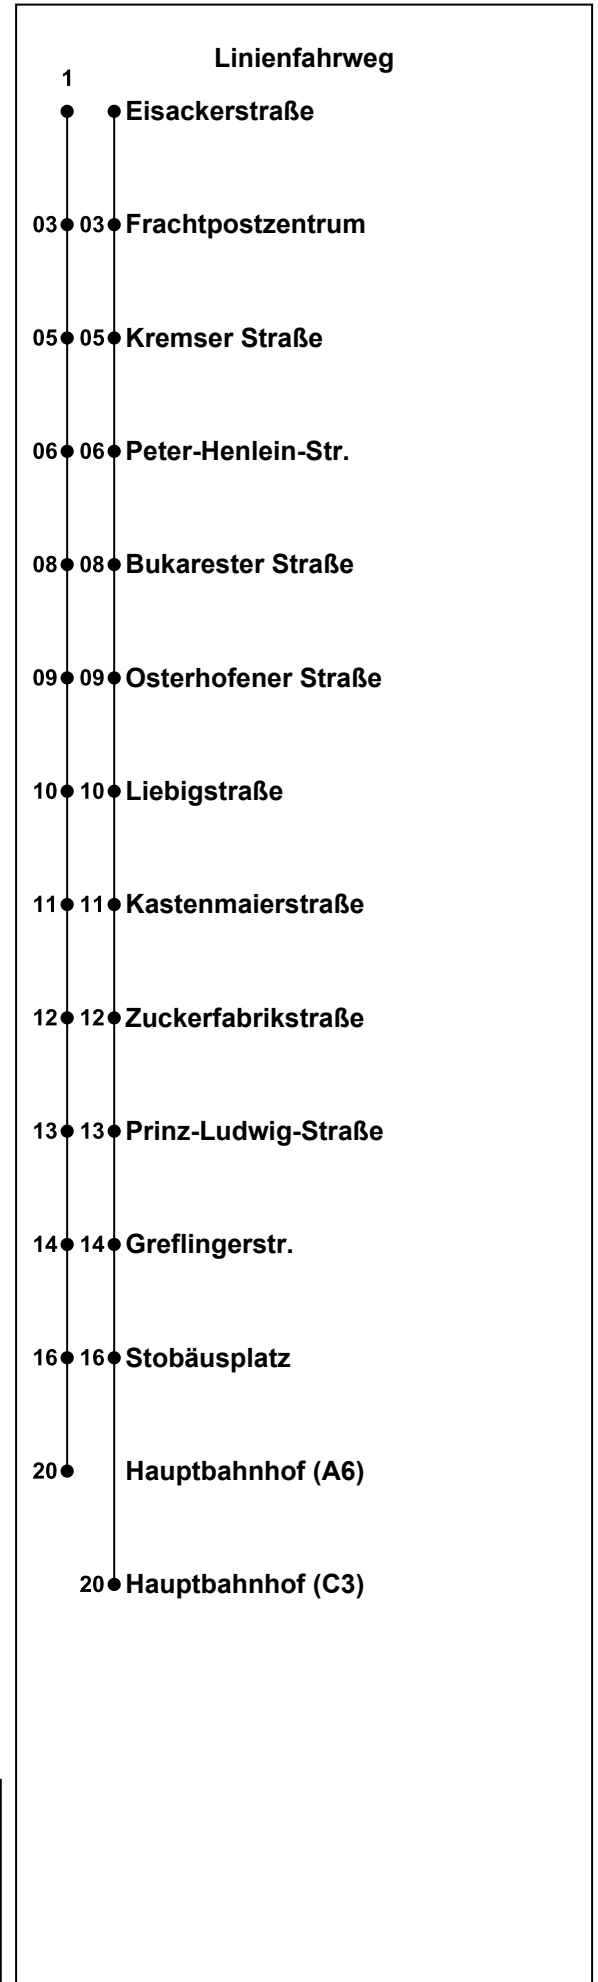 Linienfahrweg
1
Eisackerstraße
03 03 Frachtpostzentrum
05 05 Kremser Straße
06 06 Peter-Henlein-Str.
08 08 Bukarester Straße
09 09 Osterhofener Straße
10 10 Liebigstraße
11 11 Kastenmaierstraße
12 12 Zuckerfabrikstraße
13 13 Prinz-Ludwig-Straße
14 14 Greflingerstr.
16 16 Stobäusplatz
20 Hauptbahnhof (A6)
20 Hauptbahnhof (C3)